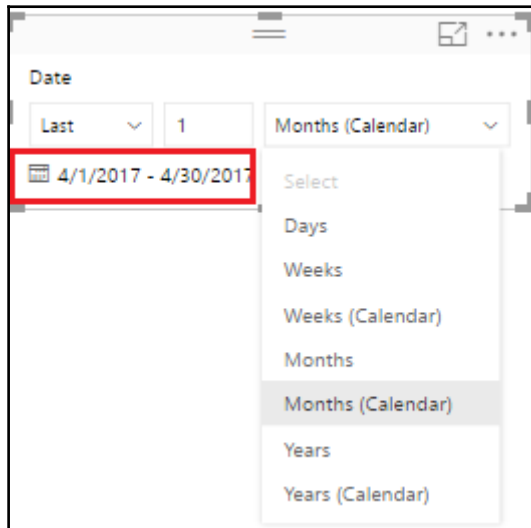 Date
Last 1 Months (Calendar)
4/1/2017 - 4/30/2017
Select
Days
Weeks
Weeks (Calendar)
Months
Months (Calendar)
Years
Years (Calendar)